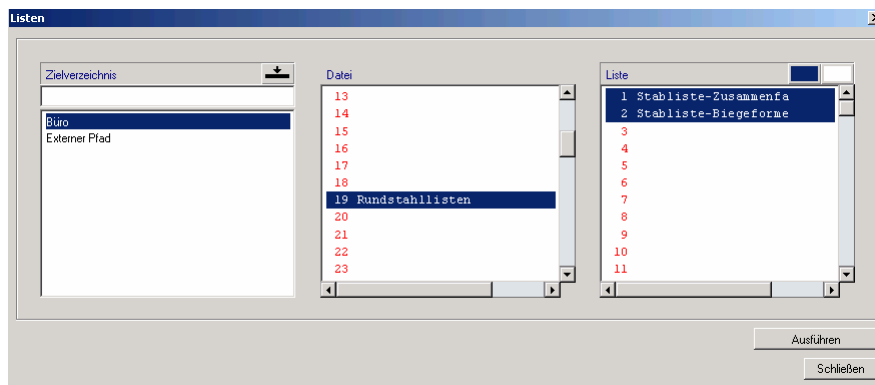 Listen
Zielverzeichnis
Büro
Externer Pfad
Datei
13
14
15
16
17
18
19 Rundstahllisten
20
21
22
23
Liste
1 Stabliste-Zusammenfa
2 Stabliste-Biegeforme
3
4
5
6
7
8
9
10
11
Ausführen
Schließen